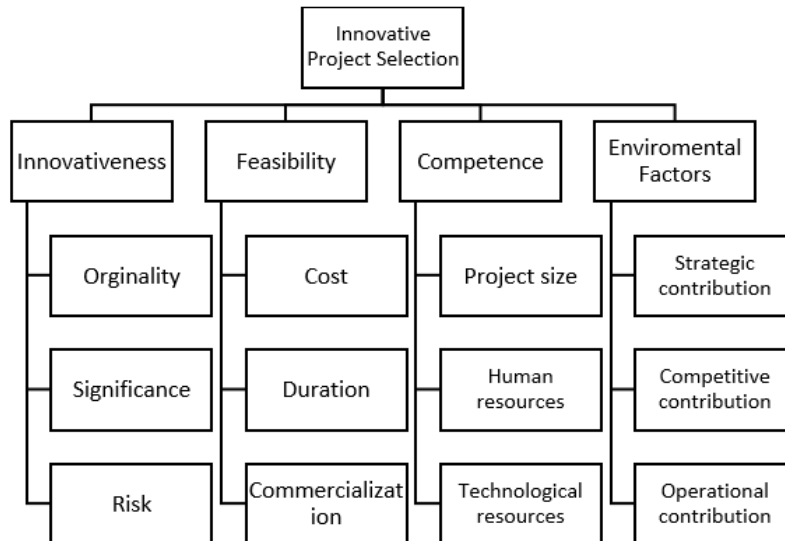 Innovative
Project Selection
Innovativeness
Feasibility
Competence
Enviromental
Factors
Orginality
Cost
Project size
Strategic
contribution
Significance
Duration
Human
resources
Competitive
contribution
Risk
Commercializat
ion
Technological
resources
Operational
contribution